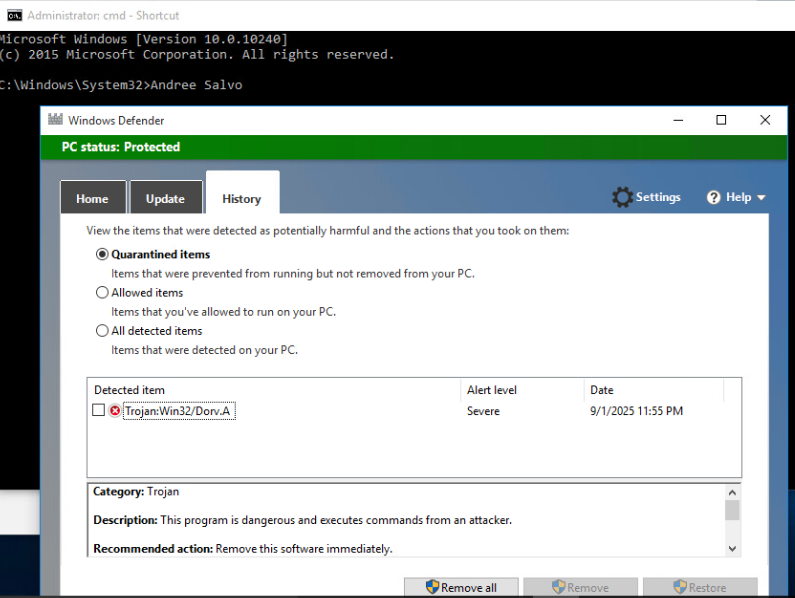 Administrator: cmd - Shortcut
Microsoft Windows [Version 10.0.10240]
(c) 2015 Microsoft Corporation. All rights reserved.
C:\Windows\System32>Andree Salvo
Windows Defender
PC status: Protected
Home Update History Settings Help
View the items that were detected as potentially harmful and the actions that you took on them:
Quarantined items
Items that were prevented from running but not removed from your PC.
Allowed items
Items that you've allowed to run on your PC.
All detected items
Items that were detected on your PC.
Detected item Alert level Date
Trojan:Win32/Dorv.A Severe 9/1/2025 11:55 PM
Category: Trojan
Description: This program is dangerous and executes commands from an attacker.
Recommended action: Remove this software immediately.
Remove all Remove Restore